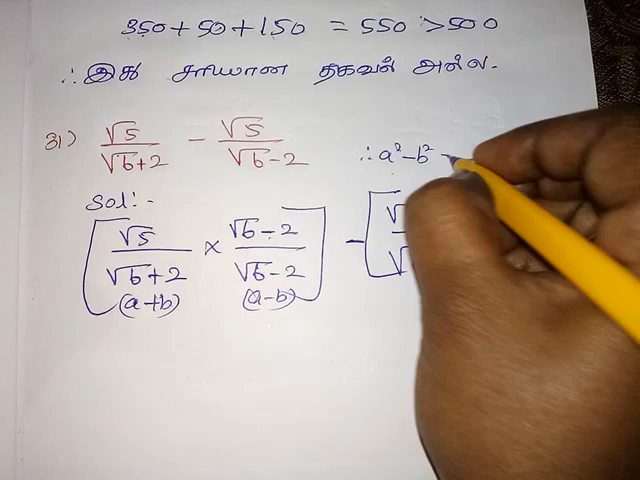 350+50+150 = 550 >500
∴ இது சரியான தகவல் அல்ல.
31) √5/√6+2 − √5/√6-2
∴ a²-b²
Sol:-
[√5/√6+2 × √6-2/√6-2] − [√
(a+b) (a-b)